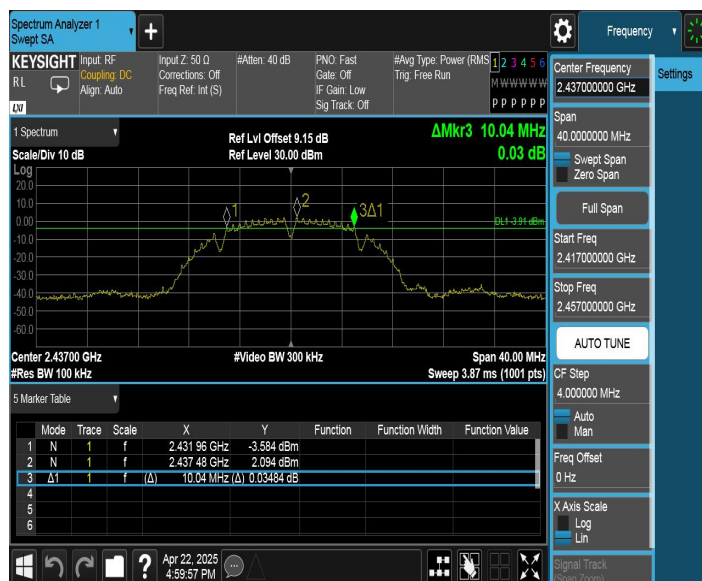 Spectrum Analyzer 1
Swept SA
+
Frequency
KEYSIGHT
R L
LXI
Input: RF
Coupling: DC
Align: Auto
Input Z: 50 Ω
Corrections: Off
Freq Ref: Int (S)
#Atten: 40 dB
PNO: Fast
Gate: Off
IF Gain: Low
Sig Track: Off
#Avg Type: Power (RMS
Trig: Free Run
1 2 3 4 5 6
M W W W W W
P P P P P P
1 Spectrum
Scale/Div 10 dB
Ref Lvl Offset 9.15 dB
Ref Level 30.00 dBm
ΔMkr3 10.04 MHz
0.03 dB
Log
20.0
10.0
0.00
-10.0
-20.0
-30.0
-40.0
-50.0
-60.0
1
2
3Δ1
DL1 -3.91 dBm
Center 2.43700 GHz
#Res BW 100 kHz
#Video BW 300 kHz
Span 40.00 MHz
Sweep 3.87 ms (1001 pts)
5 Marker Table
Mode Trace Scale X Y Function Function Width Function Value
1 N 1 f 2.431 96 GHz -3.584 dBm
2 N 1 f 2.437 48 GHz 2.094 dBm
3 Δ1 1 f (Δ) 10.04 MHz (Δ) 0.03484 dB
4
5
6
?
Apr 22, 2025
4:59:57 PM
Center Frequency
2.437000000 GHz
Settings
Span
40.0000000 MHz
Swept Span
Zero Span
Full Span
Start Freq
2.417000000 GHz
Stop Freq
2.457000000 GHz
AUTO TUNE
CF Step
4.000000 MHz
Auto
Man
Freq Offset
0 Hz
X Axis Scale
Log
Lin
Signal Track
(Span Zoom)